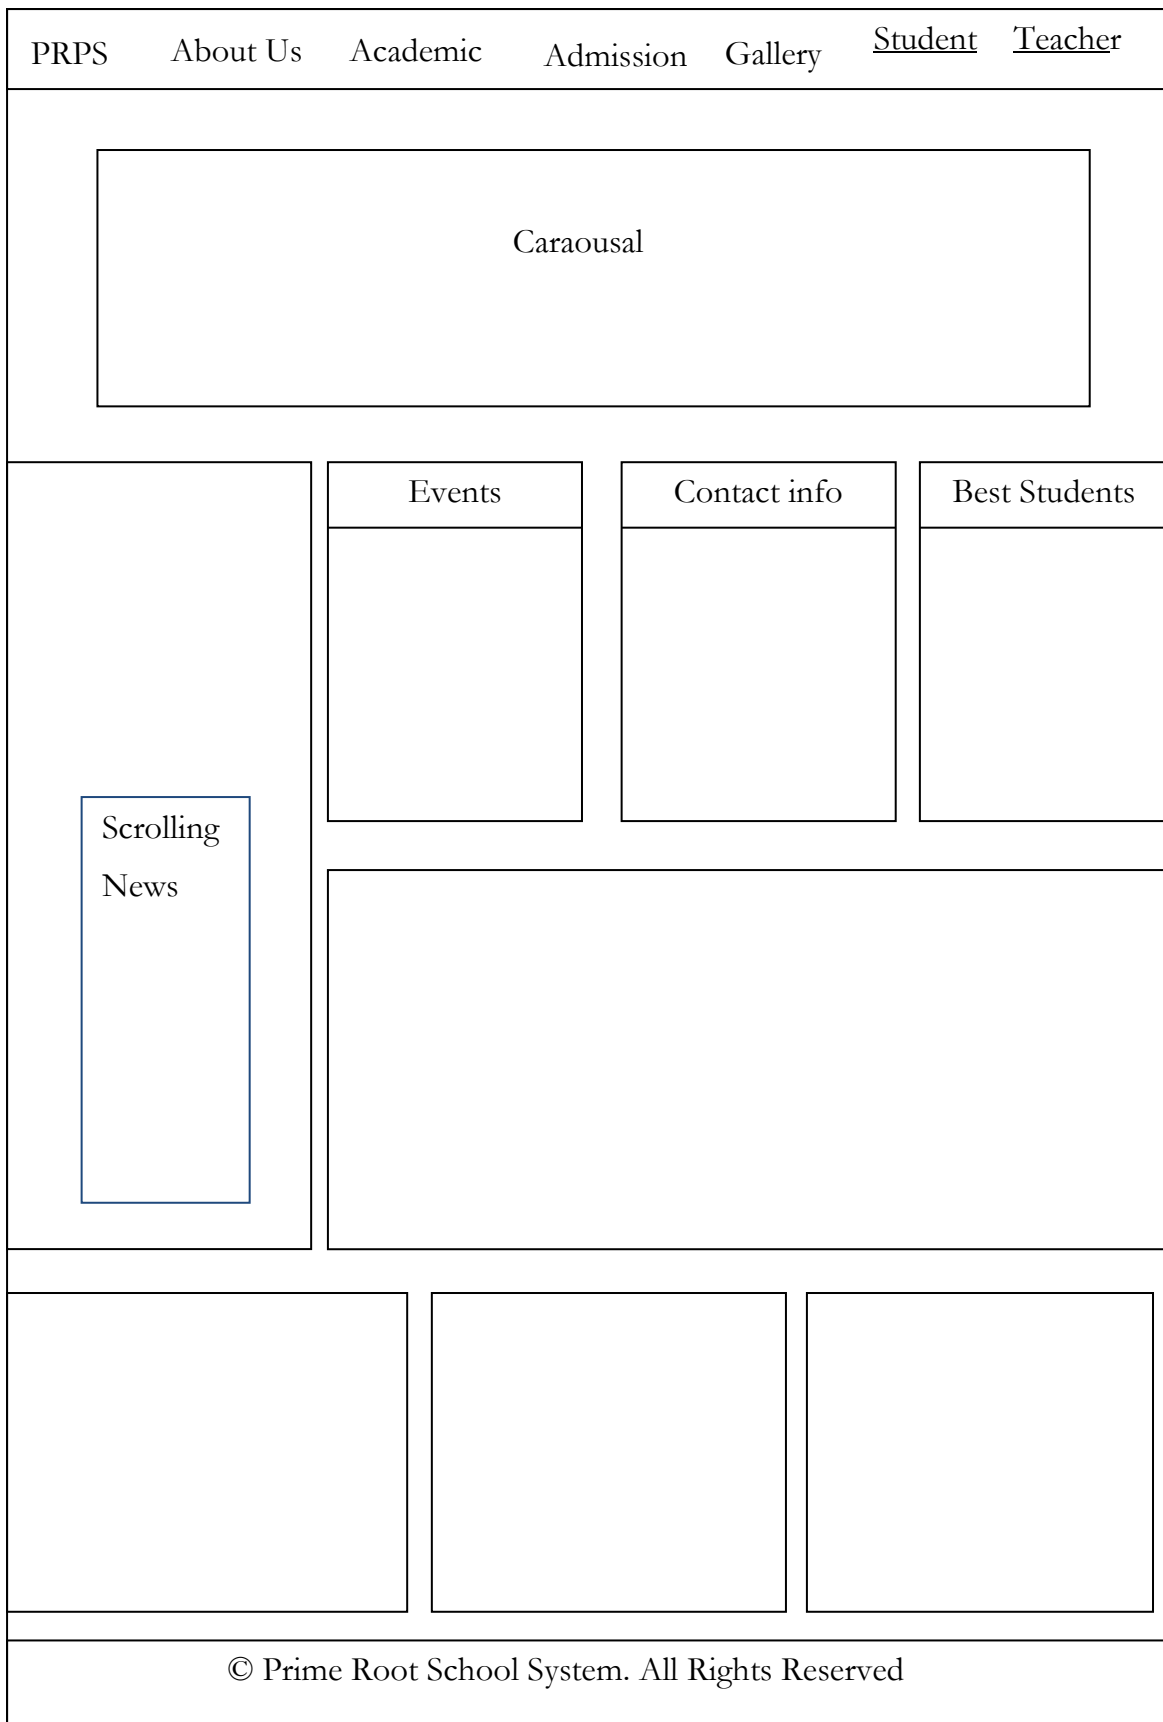 PRPS About Us Academic Admission Gallery Student Teacher
Caraousal
Events Contact info Best Students
Scrolling
News
© Prime Root School System. All Rights Reserved